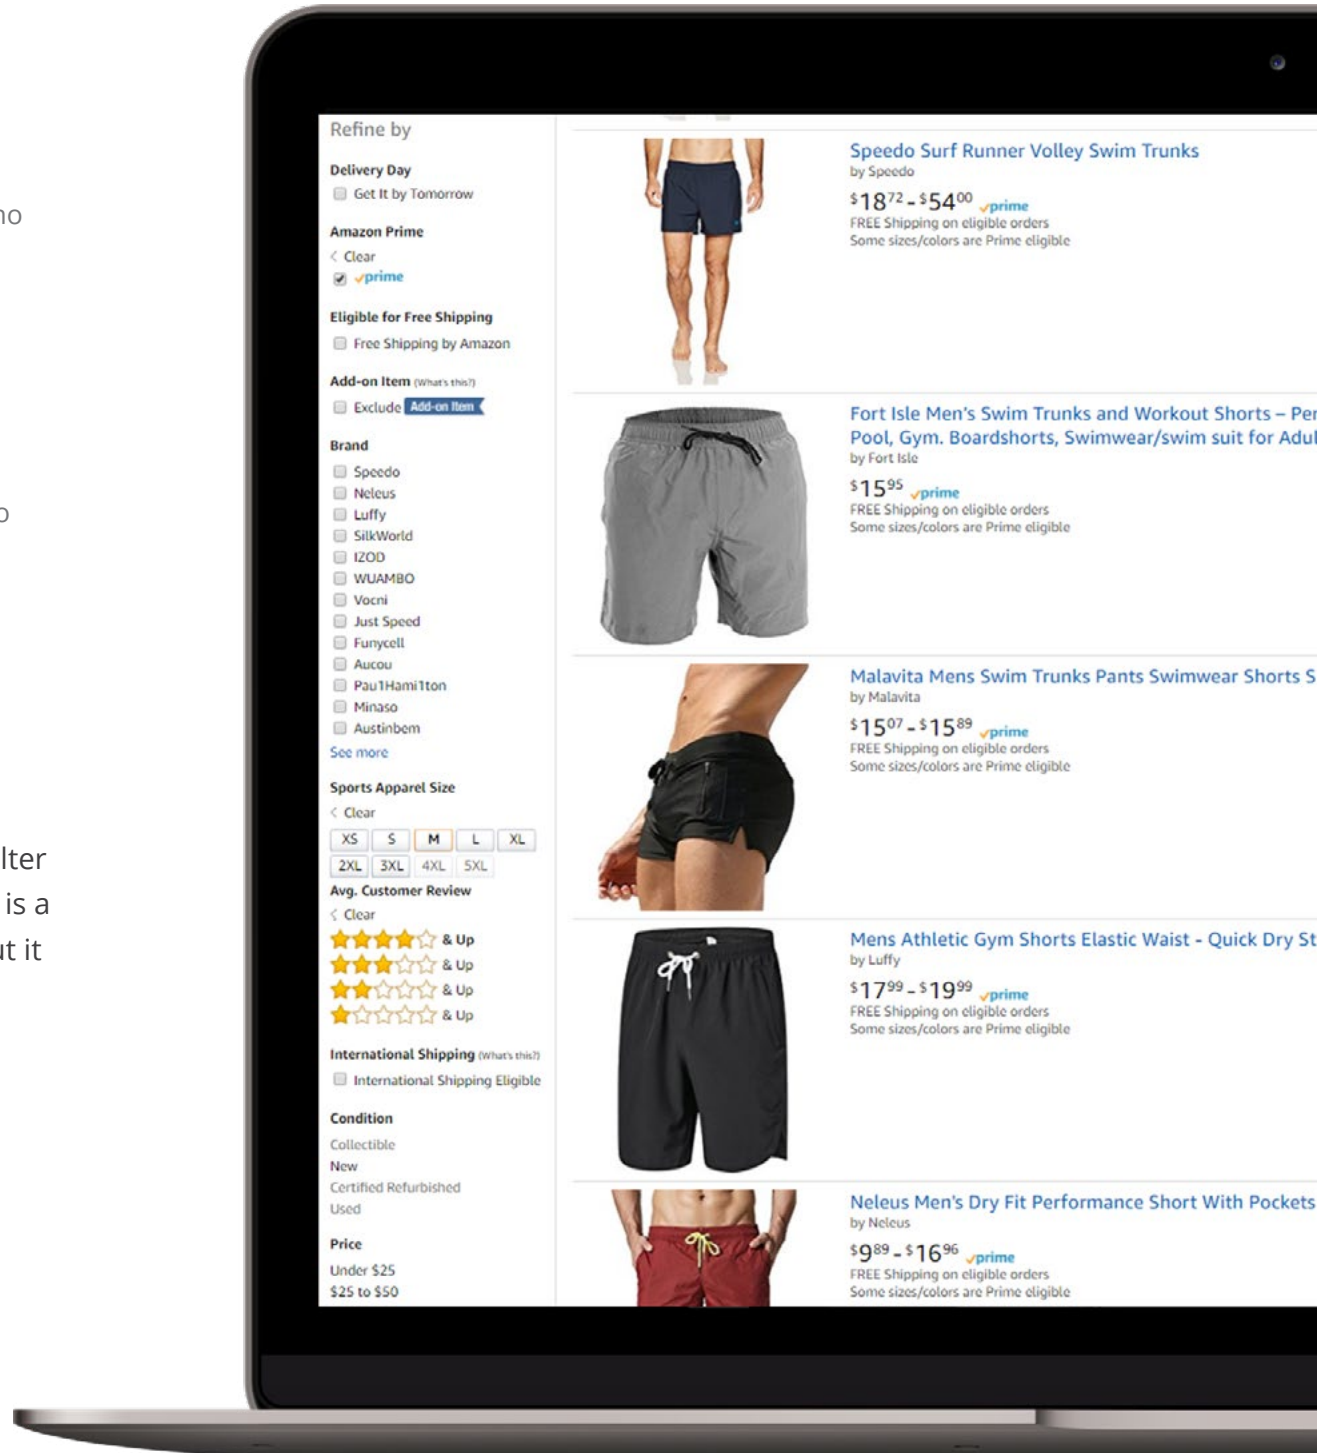 no
o
lter
is a
ut it
Refine by
Delivery Day
Get It by Tomorrow
Amazon Prime
< Clear
prime
Eligible for Free Shipping
Free Shipping by Amazon
Add-on Item (What's this?)
Exclude Add-on Item
Brand
Speedo
Neleus
Luffy
SilkWorld
IZOD
WUAMBO
Vocni
Just Speed
Funycell
Aucou
Pau1Hami1ton
Minaso
Austinbem
See more
Sports Apparel Size
< Clear
XS S M L XL
2XL 3XL 4XL 5XL
Avg. Customer Review
< Clear
& Up
& Up
& Up
& Up
International Shipping (What's this?)
International Shipping Eligible
Condition
Collectible
New
Certified Refurbished
Used
Price
Under $25
$25 to $50
Speedo Surf Runner Volley Swim Trunks
by Speedo
$18.72 - $54.00 prime
FREE Shipping on eligible orders
Some sizes/colors are Prime eligible
Fort Isle Men's Swim Trunks and Workout Shorts – Per
Pool, Gym. Boardshorts, Swimwear/swim suit for Adul
by Fort Isle
$15.95 prime
FREE Shipping on eligible orders
Some sizes/colors are Prime eligible
Malavita Mens Swim Trunks Pants Swimwear Shorts S
by Malavita
$15.07 - $15.89 prime
FREE Shipping on eligible orders
Some sizes/colors are Prime eligible
Mens Athletic Gym Shorts Elastic Waist - Quick Dry St
by Luffy
$17.99 - $19.99 prime
FREE Shipping on eligible orders
Some sizes/colors are Prime eligible
Neleus Men's Dry Fit Performance Short With Pockets
by Neleus
$9.89 - $16.96 prime
FREE Shipping on eligible orders
Some sizes/colors are Prime eligible